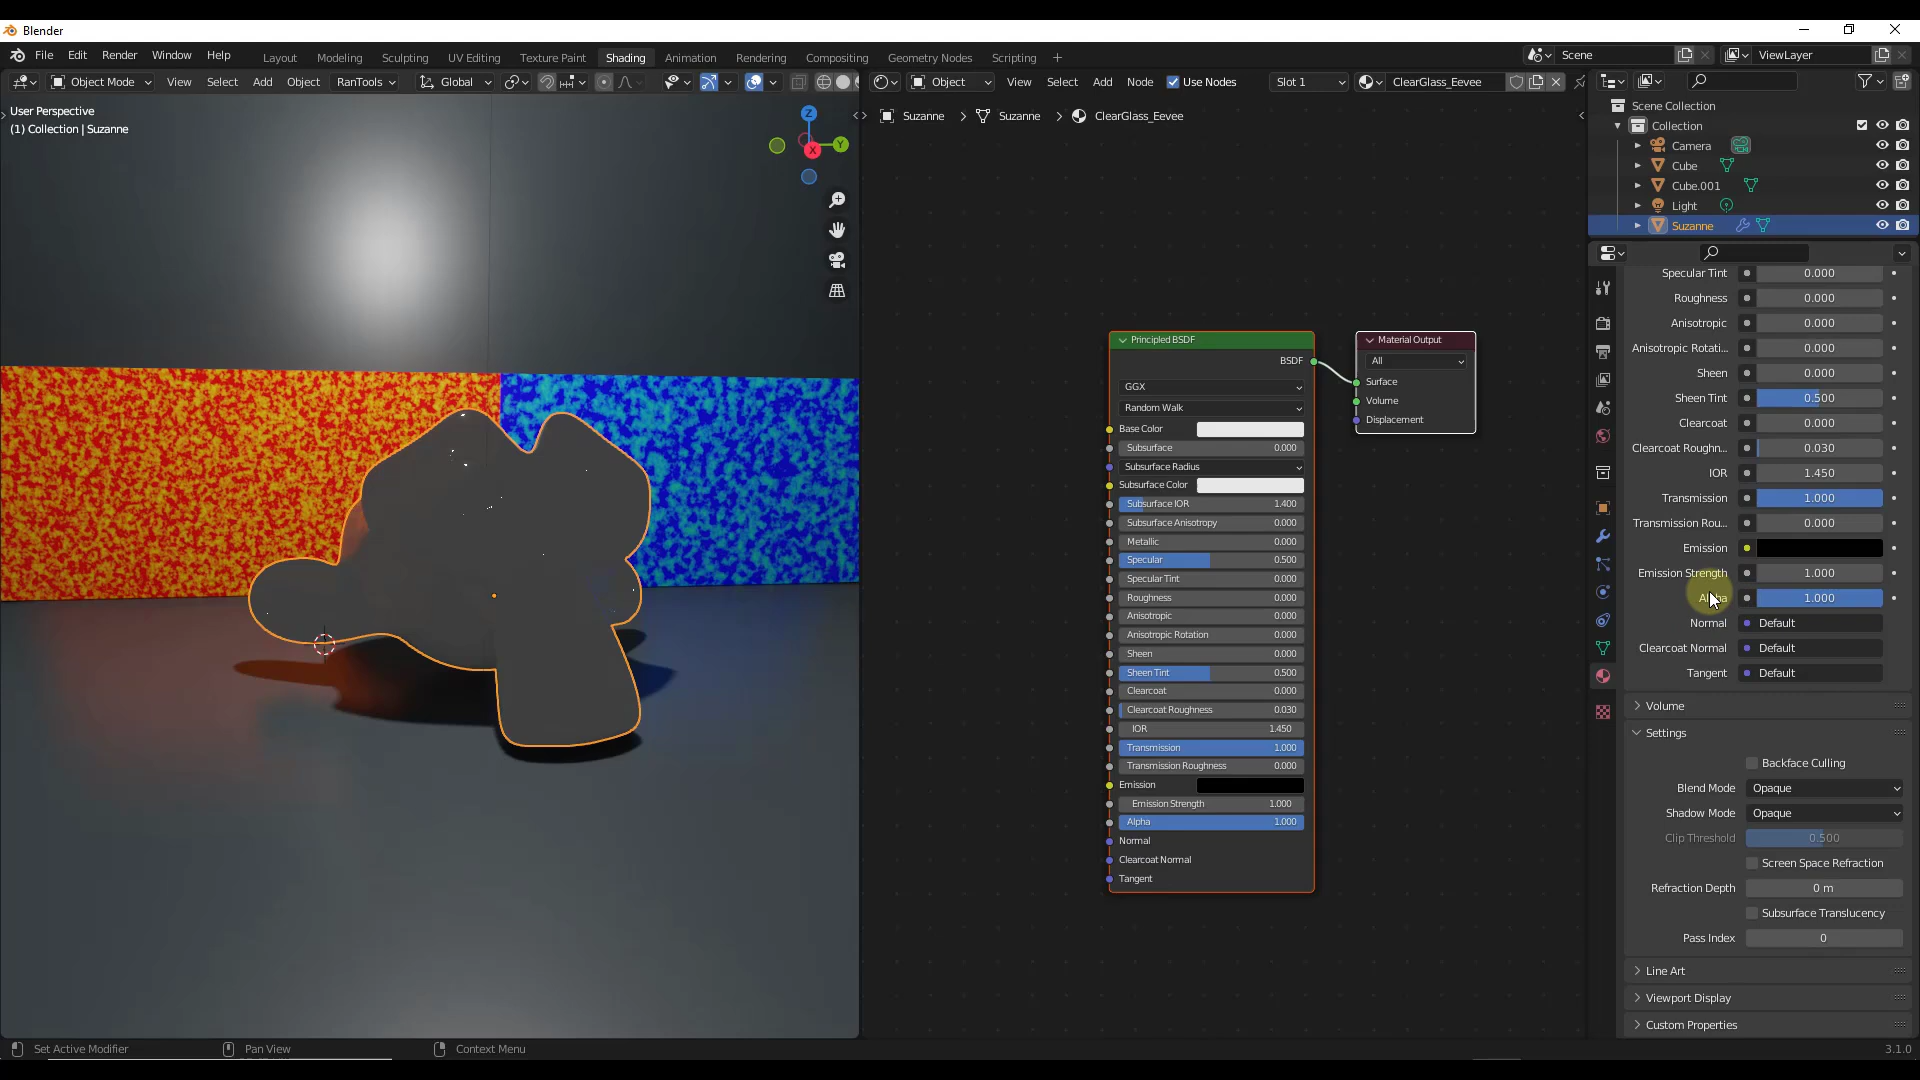 Blender
File Edit Render Window Help Layout Modeling Sculpting UV Editing Texture Paint Shading Animation Rendering Compositing Geometry Nodes Scripting + Scene ViewLayer
Object Mode View Select Add Object RanTools Global
Object View Select Add Node Use Nodes Slot 1 ClearGlass_Eevee
User Perspective
(1) Collection | Suzanne
Z
Y
X
Suzanne > Suzanne > ClearGlass_Eevee
Principled BSDF
BSDF
GGX
Random Walk
Base Color
Subsurface 0.000
Subsurface Radius
Subsurface Color
Subsurface IOR 1.400
Subsurface Anisotropy 0.000
Metallic 0.000
Specular 0.500
Specular Tint 0.000
Roughness 0.000
Anisotropic 0.000
Anisotropic Rotation 0.000
Sheen 0.000
Sheen Tint 0.500
Clearcoat 0.000
Clearcoat Roughness 0.030
IOR 1.450
Transmission 1.000
Transmission Roughness 0.000
Emission
Emission Strength 1.000
Alpha 1.000
Normal
Clearcoat Normal
Tangent
Material Output
All
Surface
Volume
Displacement
Scene Collection
Collection
Camera
Cube
Cube.001
Light
Suzanne
Specular Tint 0.000
Roughness 0.000
Anisotropic 0.000
Anisotropic Rotati... 0.000
Sheen 0.000
Sheen Tint 0.500
Clearcoat 0.000
Clearcoat Roughn... 0.030
IOR 1.450
Transmission 1.000
Transmission Rou... 0.000
Emission
Emission Strength 1.000
Alpha 1.000
Normal Default
Clearcoat Normal Default
Tangent Default
Volume
Settings
Backface Culling
Blend Mode Opaque
Shadow Mode Opaque
Clip Threshold 0.500
Screen Space Refraction
Refraction Depth 0 m
Subsurface Translucency
Pass Index 0
Line Art
Viewport Display
Custom Properties
Set Active Modifier Pan View Context Menu 3.1.0